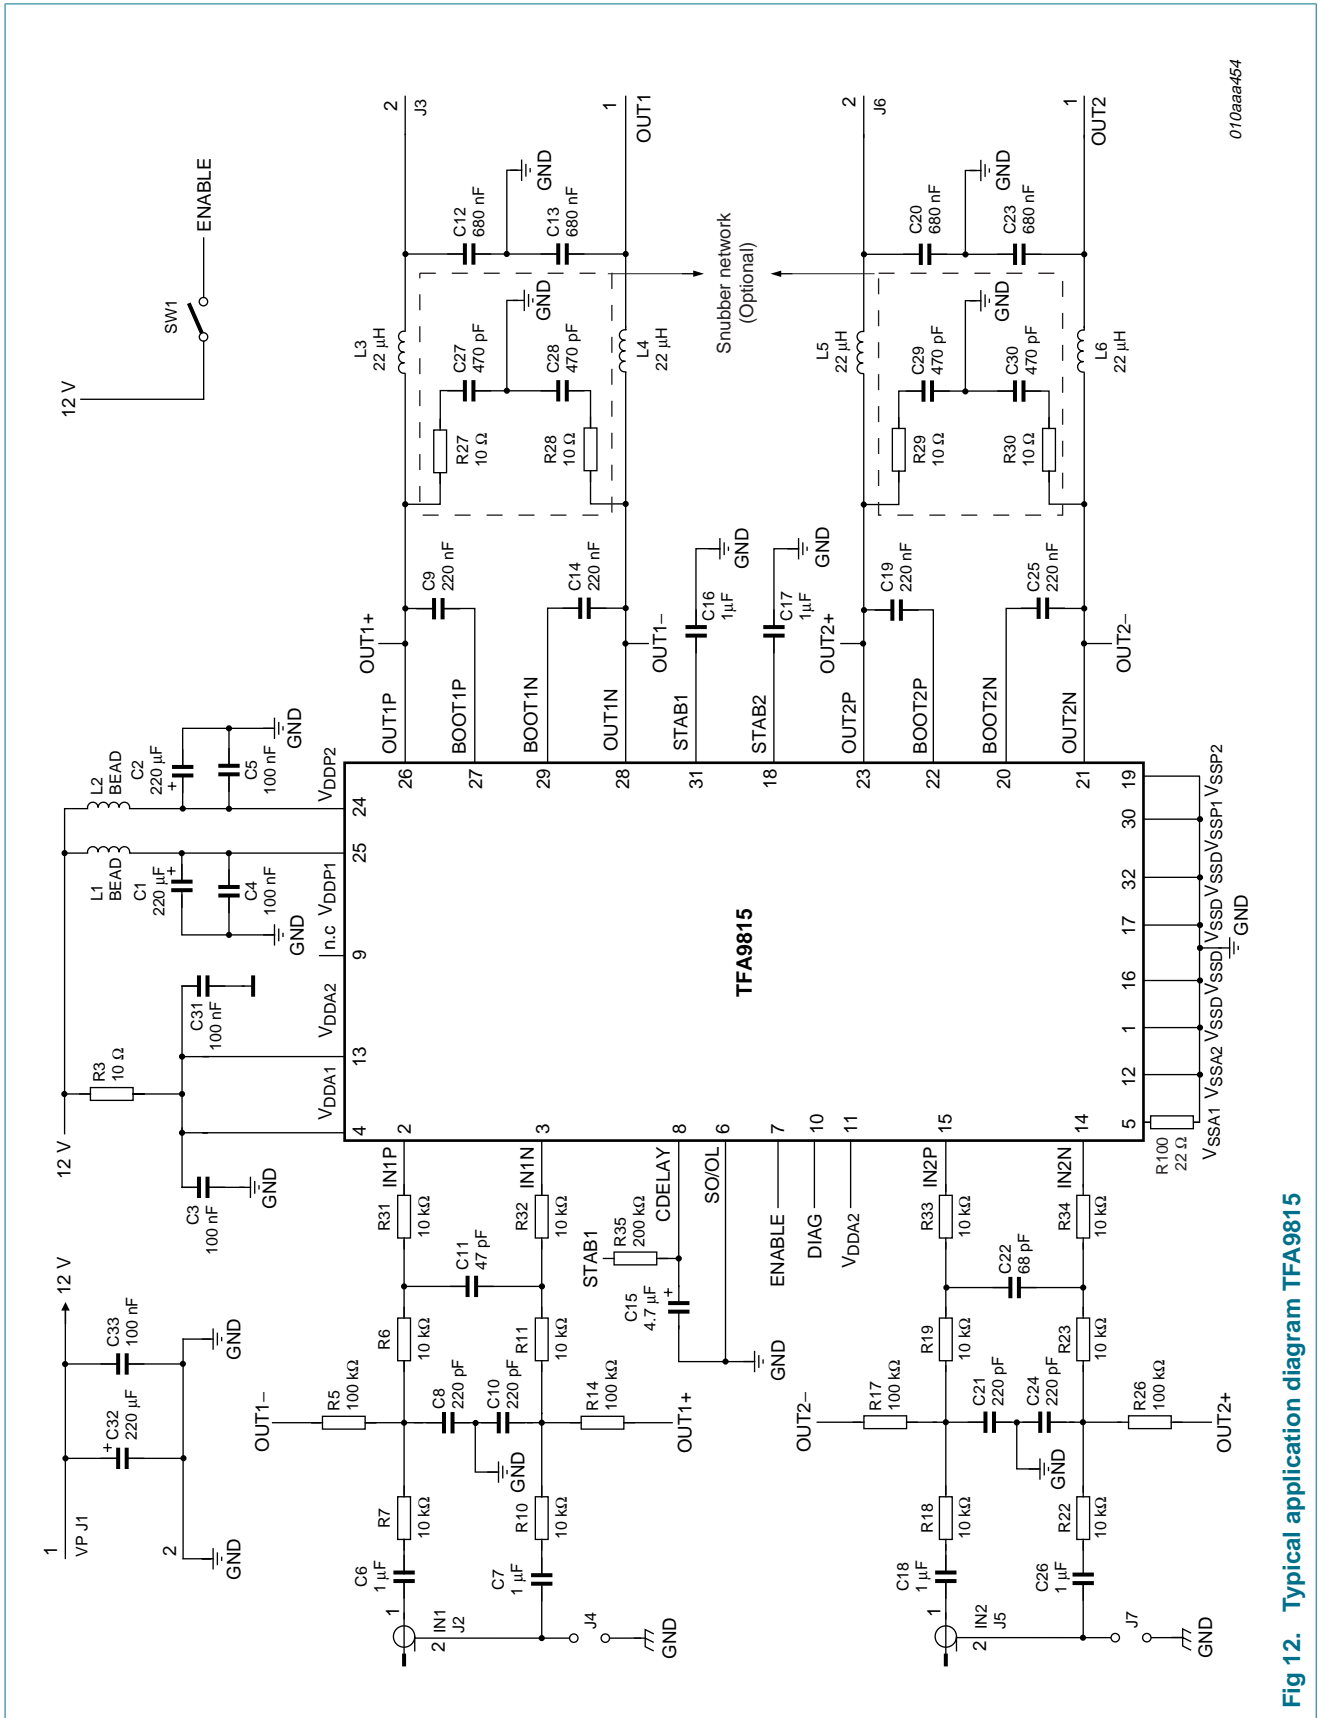 010aaa454
12 V
SW1
ENABLE
1
VP J1
2
GND
C32
220 µF
+
C33
100 nF
GND
12 V
12 V
R3
10 Ω
C3
100 nF
GND
C31
100 nF
L1
BEAD
L2
BEAD
C1
220 µF
+
C4
100 nF
GND
C2
220 µF
+
C5
100 nF
GND
VDDA1
VDDA2
n.c
VDDP1
VDDP2
4
13
9
25
24
TFA9815
OUT1−
R5
100 kΩ
C6
1 µF
R7
10 kΩ
R6
10 kΩ
R31
10 kΩ
IN1P
2
1
2
IN1
J2
C8
220 pF
C10
220 pF
GND
C11
47 pF
C7
1 µF
R10
10 kΩ
R11
10 kΩ
R32
10 kΩ
IN1N
3
J4
GND
R14
100 kΩ
OUT1+
STAB1
R35
200 kΩ
CDELAY
8
C15
4.7 µF
+
SO/OL
6
GND
ENABLE
7
DIAG
10
VDDA2
11
OUT2−
R17
100 kΩ
C18
1 µF
R18
10 kΩ
R19
10 kΩ
R33
10 kΩ
IN2P
15
1
2
IN2
J5
C21
220 pF
C24
220 pF
GND
C22
68 pF
C26
1 µF
R22
10 kΩ
R23
10 kΩ
R34
10 kΩ
IN2N
14
J7
GND
R26
100 kΩ
OUT2+
OUT1+
OUT1P
26
C9
220 nF
BOOT1P
27
BOOT1N
29
C14
220 nF
OUT1N
28
OUT1−
R27
10 Ω
C27
470 pF
GND
R28
10 Ω
C28
470 pF
L3
22 µH
L4
22 µH
C12
680 nF
GND
C13
680 nF
2
J3
1
OUT1
STAB1
31
C16
1µF
GND
STAB2
18
C17
1µF
GND
Snubber network
(Optional)
OUT2+
OUT2P
23
C19
220 nF
BOOT2P
22
BOOT2N
20
C25
220 nF
OUT2N
21
OUT2−
R29
10 Ω
C29
470 pF
GND
R30
10 Ω
C30
470 pF
L5
22 µH
L6
22 µH
C20
680 nF
GND
C23
680 nF
2
J6
1
OUT2
5
12
1
16
17
32
30
19
R100
22 Ω
VSSA1
VSSA2
VSSD
VSSD
VSSD
VSSD
VSSP1
VSSP2
GND
Fig 12. Typical application diagram TFA9815